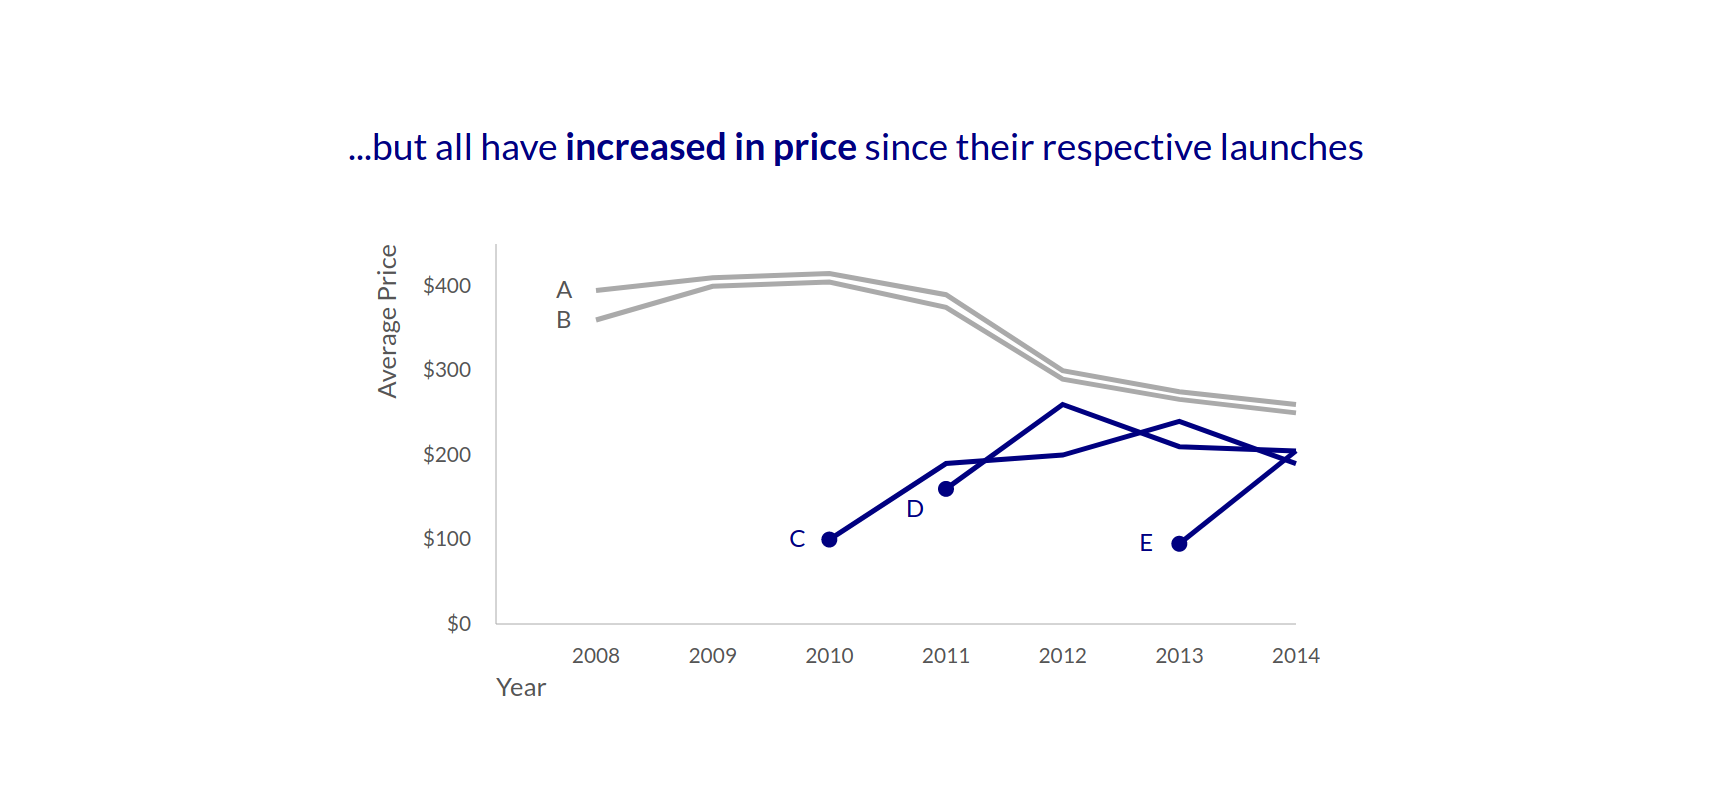 ...but all have increased in price since their respective launches
Average Price
$400
$300
$200
$100
$0
A
B
C
D
E
2008 2009 2010 2011 2012 2013 2014
Year